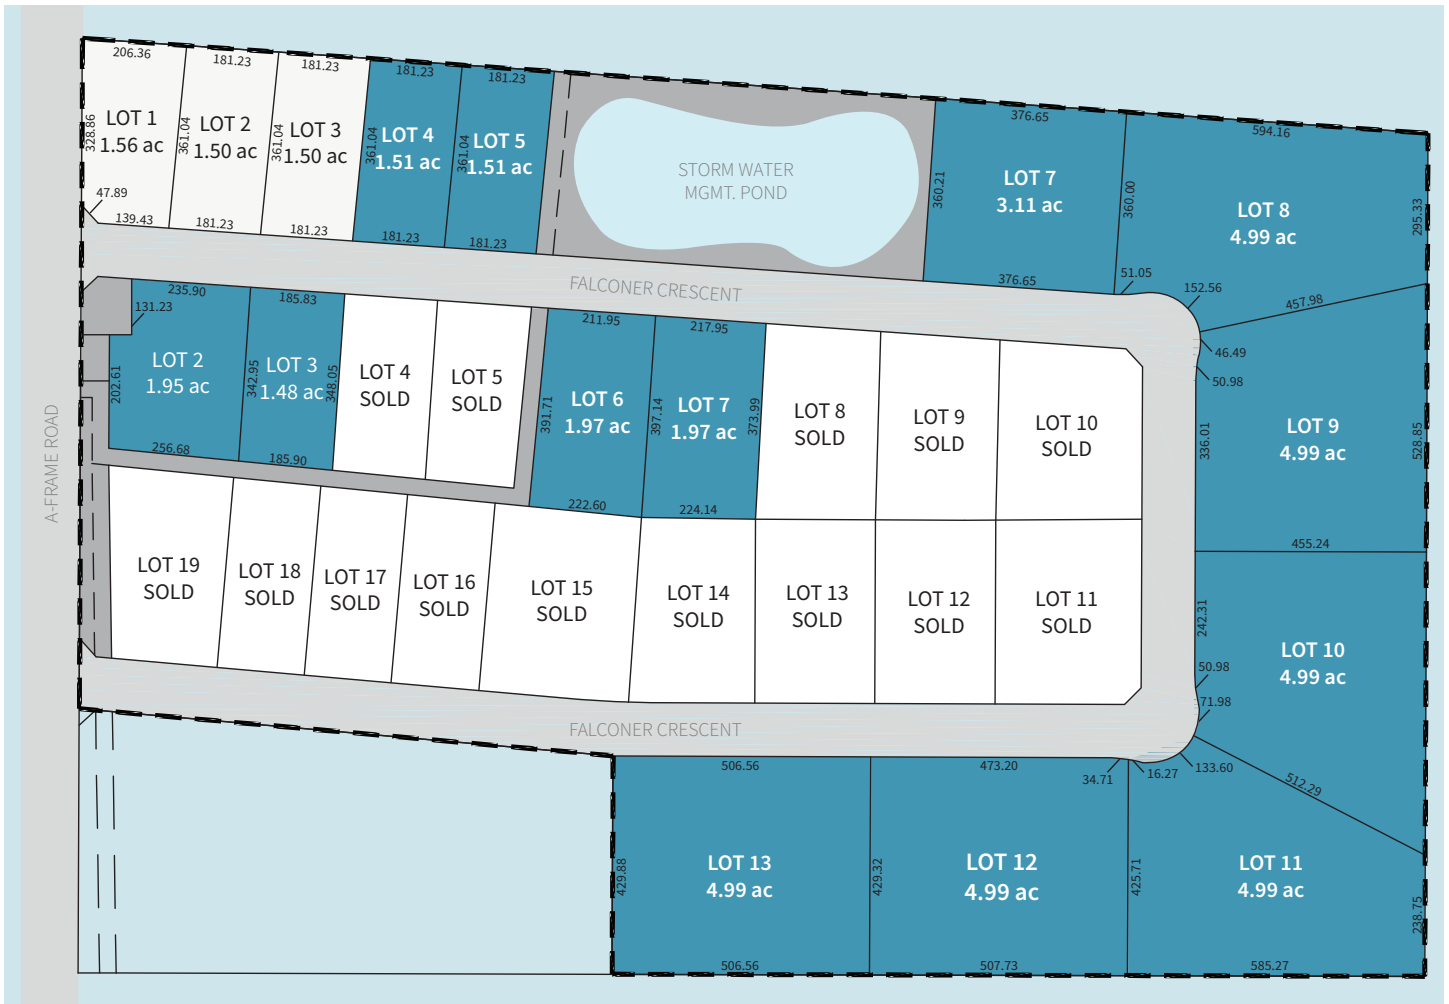 206.36
181.23
181.23
181.23
181.23
LOT 1
1.56 ac
LOT 2
1.50 ac
LOT 3
1.50 ac
LOT 4
1.51 ac
LOT 5
1.51 ac
328.86
361.04
361.04
361.04
361.04
47.89
139.43
181.23
181.23
181.23
181.23
STORM WATER
MGMT. POND
376.65
LOT 7
3.11 ac
360.21
360.00
376.65
594.16
LOT 8
4.99 ac
295.33
51.05
152.56
457.98
46.49
50.98
FALCONER CRESCENT
235.90
185.83
131.23
LOT 2
1.95 ac
202.61
256.68
342.95
LOT 3
1.48 ac
348.05
185.90
LOT 4
SOLD
LOT 5
SOLD
211.95
217.95
391.71
LOT 6
1.97 ac
397.14
LOT 7
1.97 ac
373.99
222.60
224.14
LOT 8
SOLD
LOT 9
SOLD
LOT 10
SOLD
336.01
LOT 9
4.99 ac
528.85
455.24
A-FRAME ROAD
LOT 19
SOLD
LOT 18
SOLD
LOT 17
SOLD
LOT 16
SOLD
LOT 15
SOLD
LOT 14
SOLD
LOT 13
SOLD
LOT 12
SOLD
LOT 11
SOLD
242.31
LOT 10
4.99 ac
50.98
71.98
FALCONER CRESCENT
506.56
473.20
34.71
16.27
133.60
512.29
429.88
LOT 13
4.99 ac
429.32
LOT 12
4.99 ac
425.71
LOT 11
4.99 ac
238.75
506.56
507.73
585.27